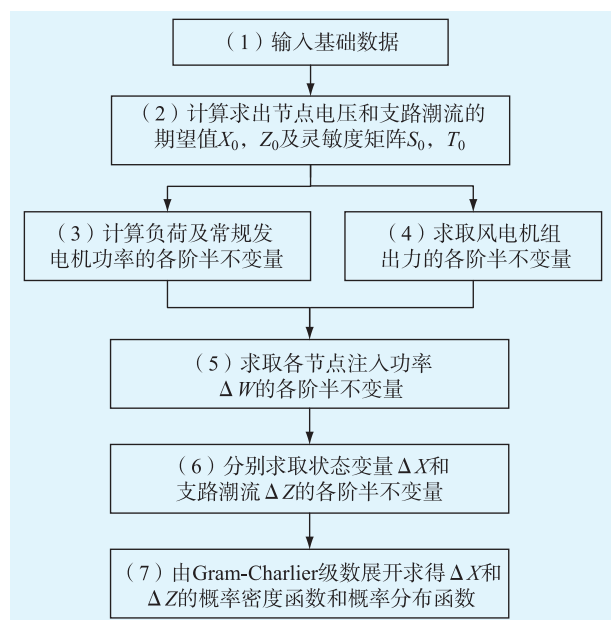 （1）输入基础数据
（2）计算求出节点电压和支路潮流的
期望值X₀，Z₀及灵敏度矩阵S₀，T₀
（3）计算负荷及常规发
电机功率的各阶半不变量
（4）求取风电机组
出力的各阶半不变量
（5）求取各节点注入功率
ΔW的各阶半不变量
（6）分别求取状态变量ΔX和
支路潮流ΔZ的各阶半不变量
（7）由Gram-Charlier级数展开求得ΔX和
ΔZ的概率密度函数和概率分布函数